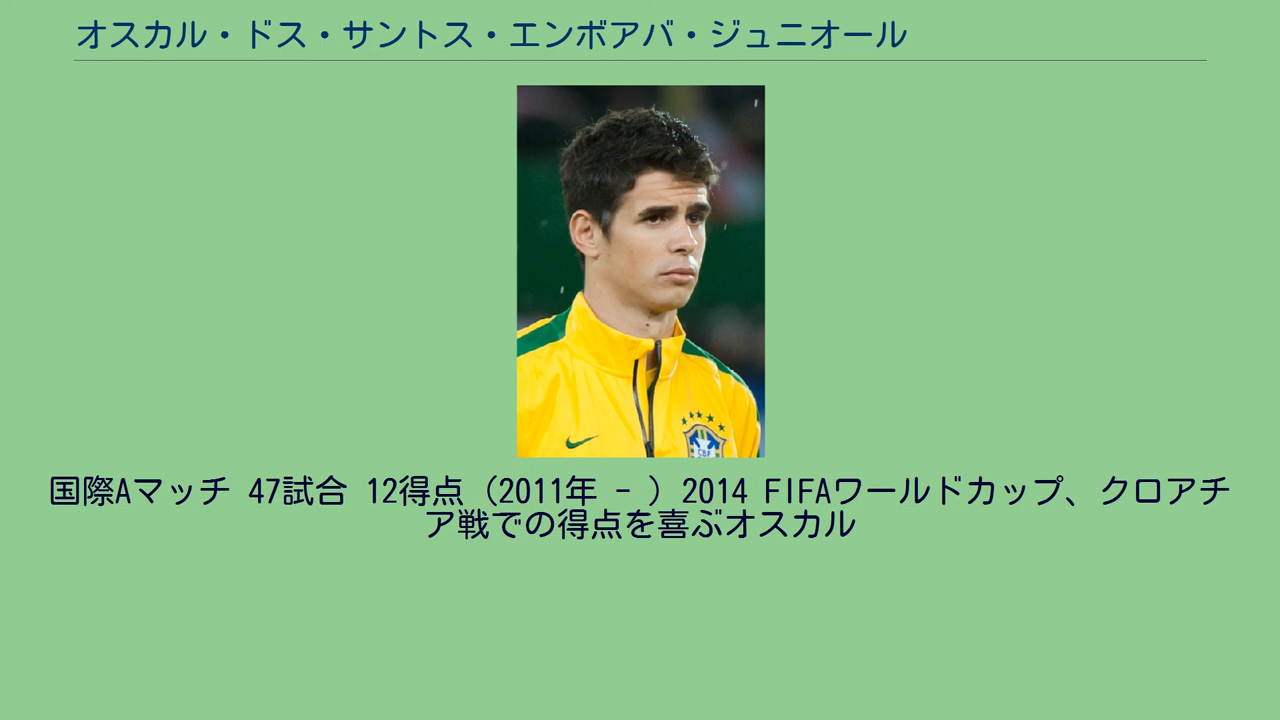 オスカル・ドス・サントス・エンボアバ・ジュニオール
CBF
国際Aマッチ 47試合 12得点（2011年 - ）2014 FIFAワールドカップ、クロアチ
ア戦での得点を喜ぶオスカル